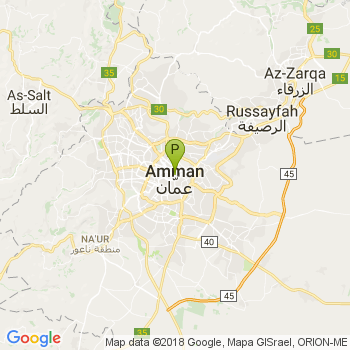 25
35
Az-Zarqa
الزرقاء
As-Salt
السلط
30
Russayfah
الرصيفة
P
Amman
عمان
45
NA'UR
منطقة ناعور
40
45
35
Google
Map data ©2018 Google, Mapa GISrael, ORION-ME